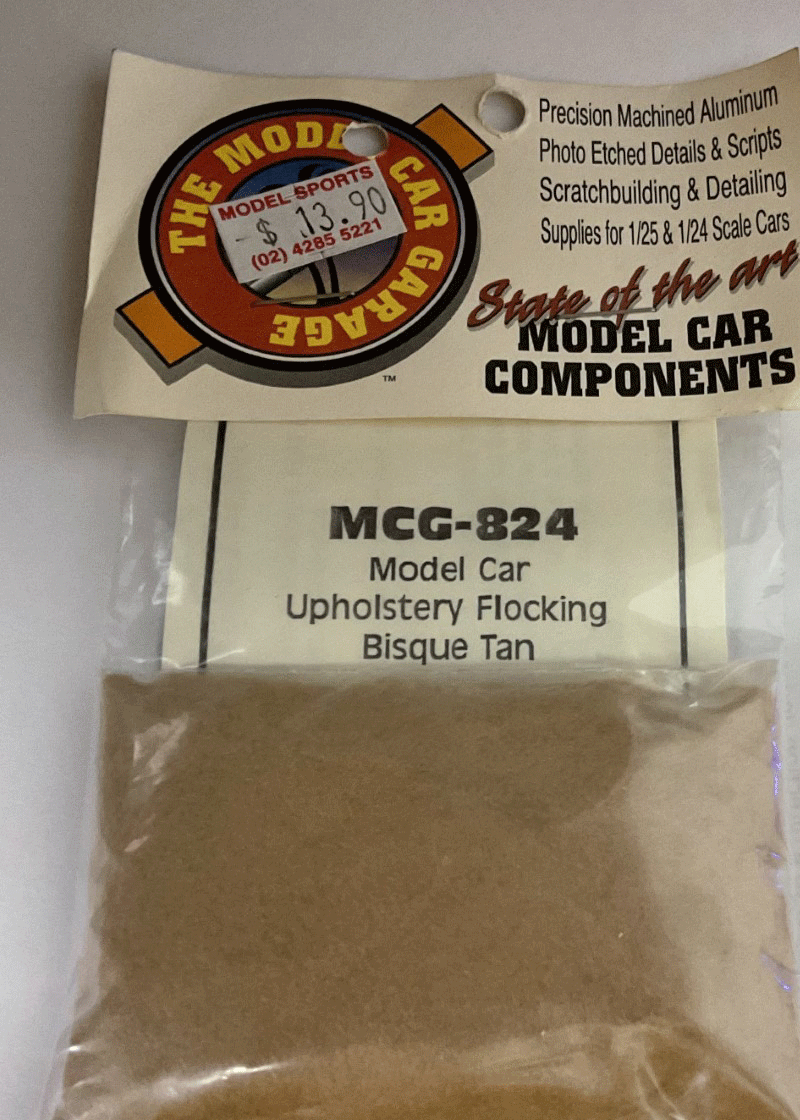 THE MODEL CAR GARAGE
MODEL SPORTS
$ 13.90
(02) 4285 5221
TM
Precision Machined Aluminum
Photo Etched Details & Scripts
Scratchbuilding & Detailing
Supplies for 1/25 & 1/24 Scale Cars
State of the art
MODEL CAR
COMPONENTS
MCG-824
Model Car
Upholstery Flocking
Bisque Tan